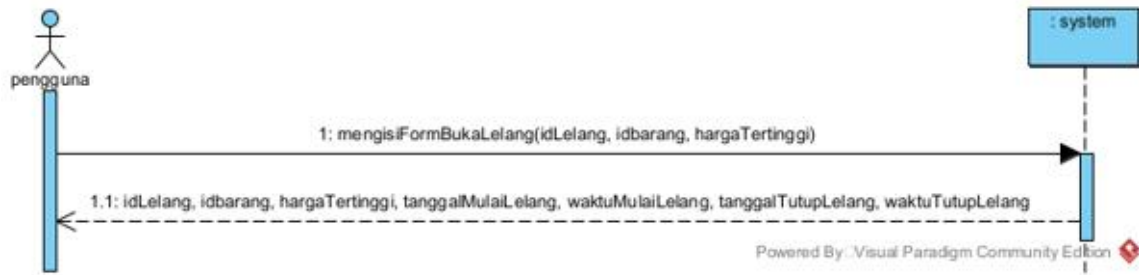 : system
pengguna
1: mengisiFormBukaLelang(idLelang, idbarang, hargaTertinggi)
1.1: idLelang, idbarang, hargaTertinggi, tanggalMulaiLelang, waktuMulaiLelang, tanggalTutupLelang, waktuTutupLelang
Powered By Visual Paradigm Community Edition